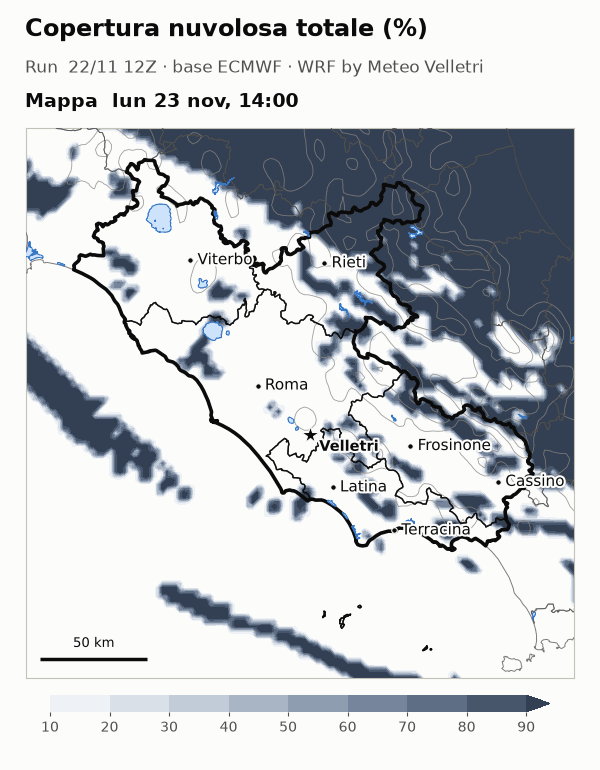 Copertura nuvolosa totale (%)
Run 22/11 12Z · base ECMWF · WRF by Meteo Velletri
Mappa lun 23 nov, 14:00
Viterbo
Rieti
Roma
Velletri
Frosinone
Latina
Cassino
Terracina
50 km
10 20 30 40 50 60 70 80 90